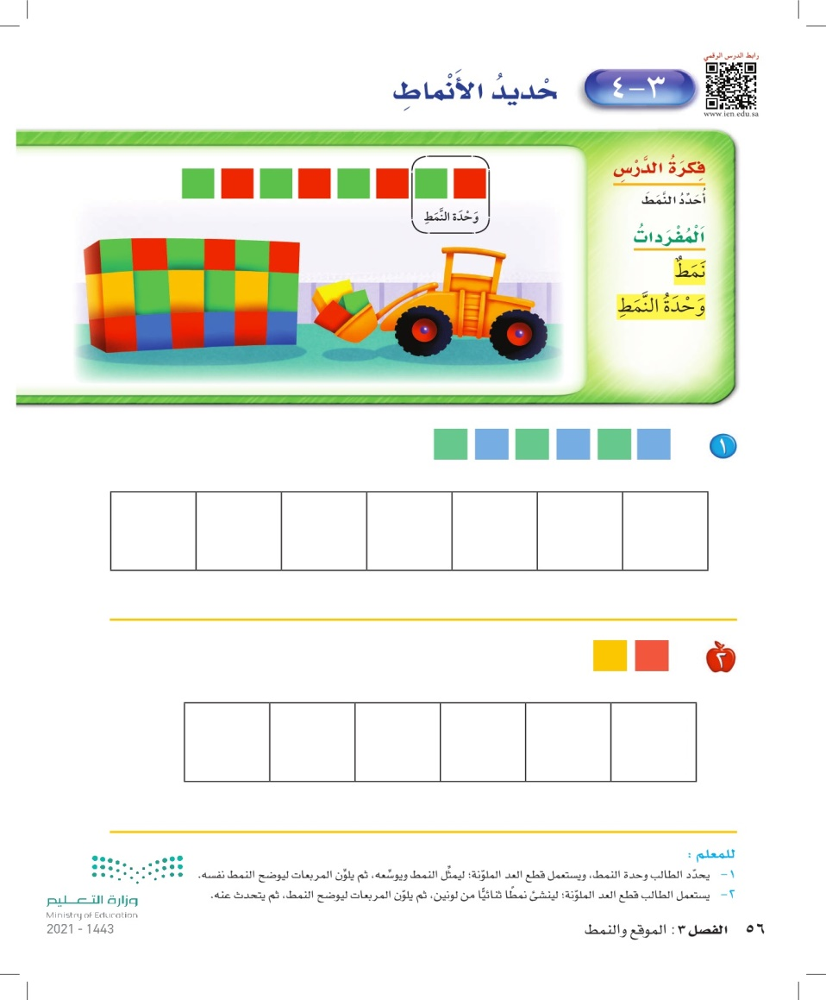 رابط الدرس الرقمي
www.ien.edu.sa
٣-٤
حْديدُ الأَنْماطِ
فِكرَةُ الدَّرْسِ
أُحَدِّدُ النَّمَطَ
اَلْمُفْرَداتُ
نَمَطٌ
وَحْدَةُ النَّمَطِ
وَحْدَة النَّمَطِ
١
٢
للمعلم :
١- يحدّد الطالب وحدة النمط، ويستعمل قطع العد الملوّنة؛ ليمثِّل النمط ويوسِّعه، ثم يلوِّن المربعات ليوضح النمط نفسه.
٢- يستعمل الطالب قطع العد الملوّنة؛ لينشئ نمطًا ثنائيًّا من لونين، ثم يلوّن المربعات ليوضح النمط، ثم يتحدث عنه.
وزارة التعليم
Ministry of Education
2021 - 1443
٥٦ الفصل ٣ : الموقع والنمط